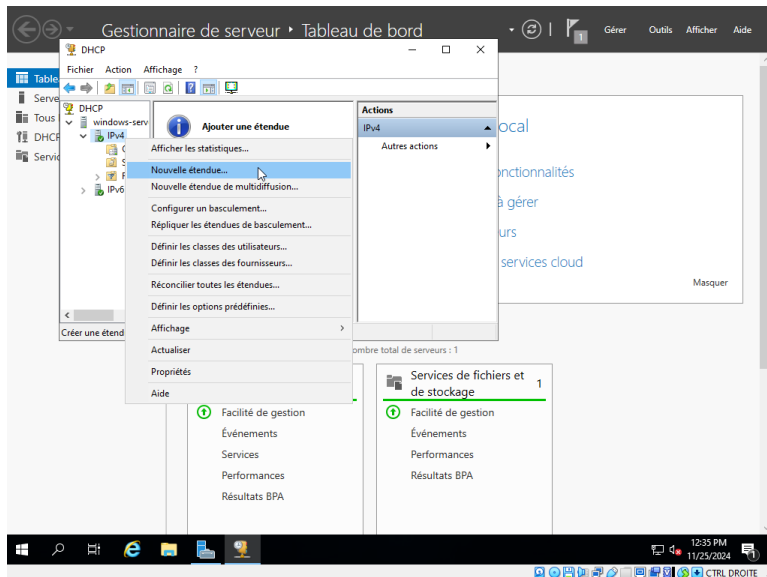 Gestionnaire de serveur • Tableau de bord
1
Gérer
Outils
Afficher
Aide
DHCP
Fichier Action Affichage ?
DHCP
windows-serv
IPv4
IPv6
Ajouter une étendue
Actions
IPv4
Autres actions
Afficher les statistiques...
Nouvelle étendue...
Nouvelle étendue de multidiffusion...
Configurer un basculement...
Répliquer les étendues de basculement...
Définir les classes des utilisateurs...
Définir les classes des fournisseurs...
Réconcilier toutes les étendues...
Définir les options prédéfinies...
Affichage
Actualiser
Propriétés
Aide
Créer une étend
Table
Serve
Tous
DHCP
Servic
ocal
onctionnalités
à gérer
urs
services cloud
Masquer
ombre total de serveurs : 1
Facilité de gestion
Événements
Services
Performances
Résultats BPA
Services de fichiers et
de stockage
1
Facilité de gestion
Événements
Performances
Résultats BPA
12:35 PM
11/25/2024
1
CTRL DROITE